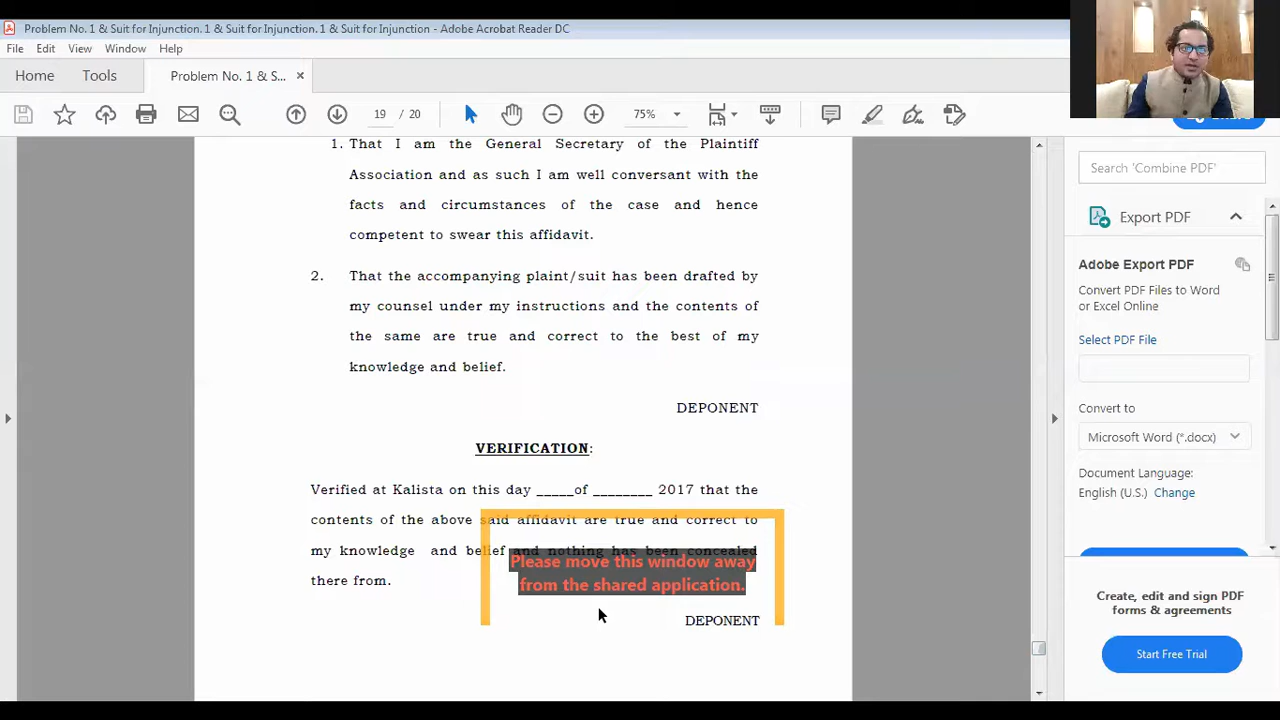 Problem No. 1 & Suit for Injunction. 1 & Suit for Injunction. 1 & Suit for Injunction - Adobe Acrobat Reader DC
File Edit View Window Help
Home Tools Problem No. 1 & S... ×
19 / 20 75%
1. That I am the General Secretary of the Plaintiff
Association and as such I am well conversant with the
facts and circumstances of the case and hence
competent to swear this affidavit.
2. That the accompanying plaint/suit has been drafted by
my counsel under my instructions and the contents of
the same are true and correct to the best of my
knowledge and belief.
DEPONENT
VERIFICATION:
Verified at Kalista on this day _____of ________ 2017 that the
contents of the above said affidavit are true and correct to
my knowledge and belief and nothing has been concealed
there from.
Please move this window away
from the shared application.
DEPONENT
Search 'Combine PDF'
Export PDF
Adobe Export PDF
Convert PDF Files to Word
or Excel Online
Select PDF File
Convert to
Microsoft Word (*.docx)
Document Language:
English (U.S.) Change
Create, edit and sign PDF
forms & agreements
Start Free Trial